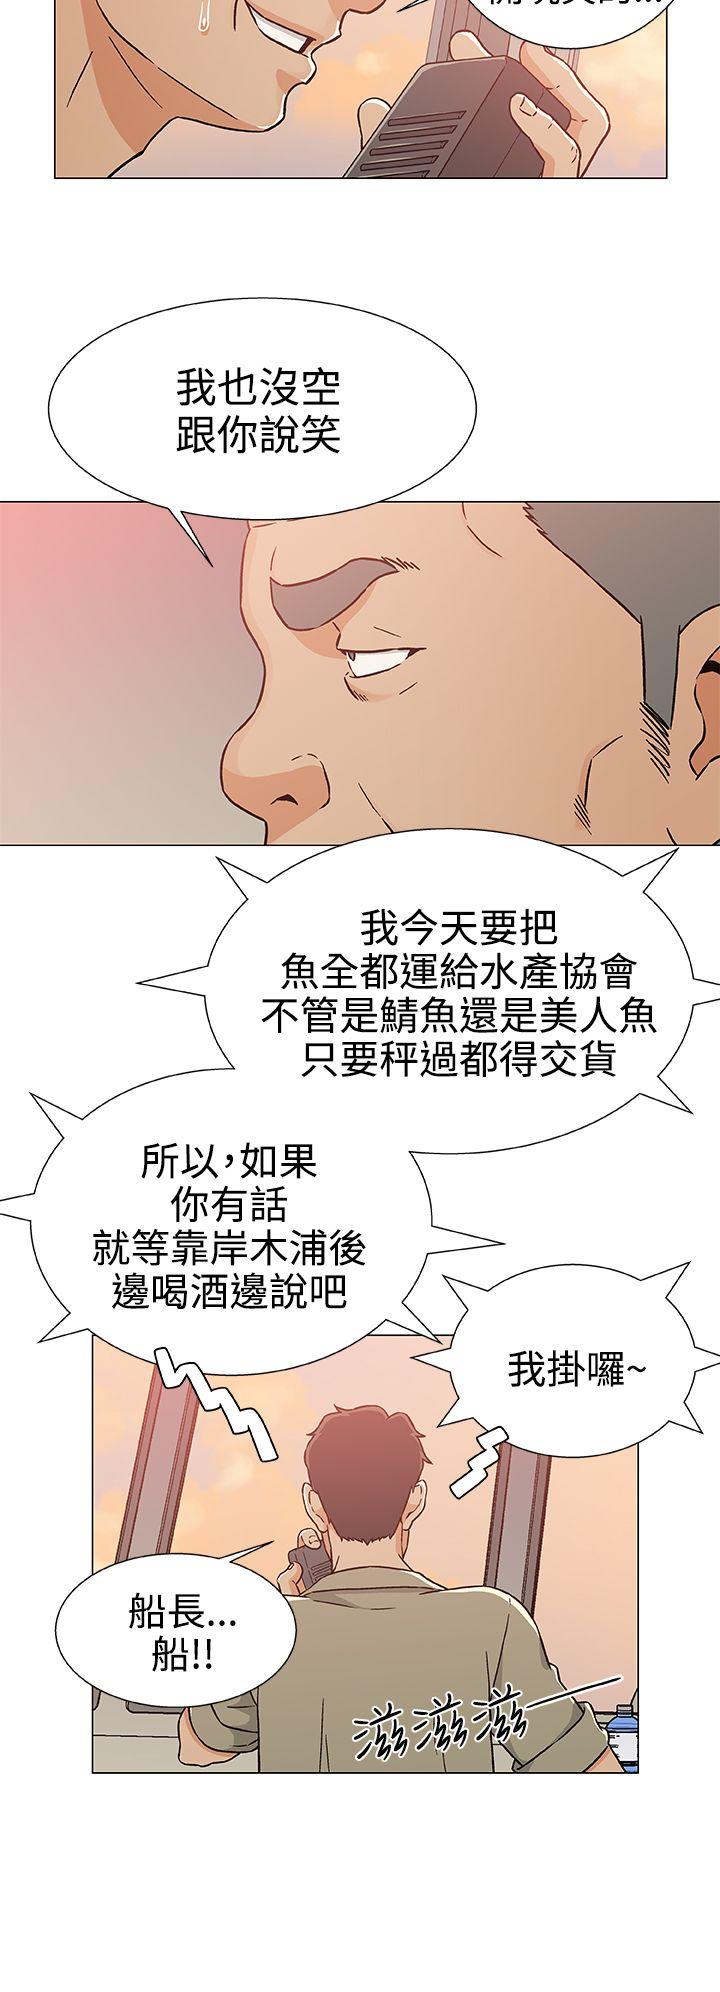 我也沒空
跟你說笑
我今天要把
魚全都運給水產協會
不管是鯖魚還是美人魚
只要秤過都得交貨
所以，如果
你有話
就等靠岸木浦後
邊喝酒邊說吧
我掛囉~
船長...
船!!
滋滋滋—